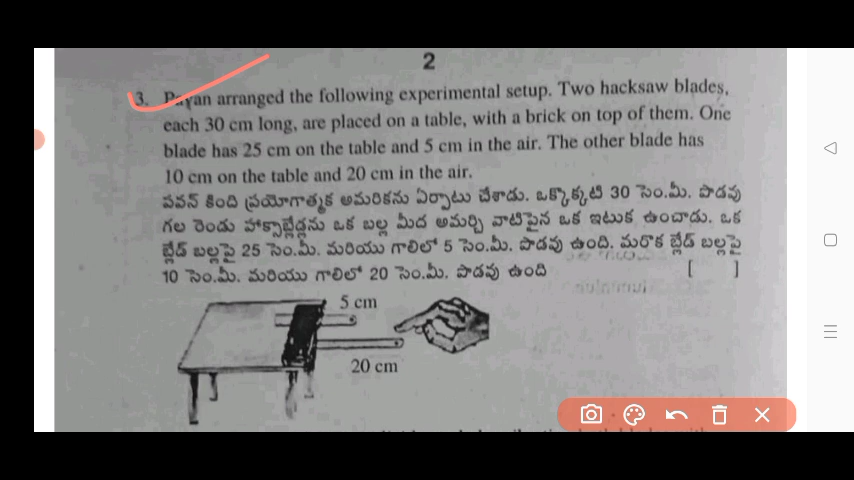 2
3. Pavan arranged the following experimental setup. Two hacksaw blades,
each 30 cm long, are placed on a table, with a brick on top of them. One
blade has 25 cm on the table and 5 cm in the air. The other blade has
10 cm on the table and 20 cm in the air.
పవన్ కింది ప్రయోగాత్మక అమరికను ఏర్పాటు చేశాడు. ఒక్కొక్కటి 30 సెం.మీ. పొడవు
గల రెండు హాక్సాబ్లేడ్లను ఒక బల్ల మీద అమర్చి వాటిపైన ఒక ఇటుక ఉంచాడు. ఒక
బ్లేడ్ బల్లపై 25 సెం.మీ. మరియు గాలిలో 5 సెం.మీ. పొడవు ఉంది. మరొక బ్లేడ్ బల్లపై
10 సెం.మీ. మరియు గాలిలో 20 సెం.మీ. పొడవు ఉంది [ ]
5 cm
20 cm